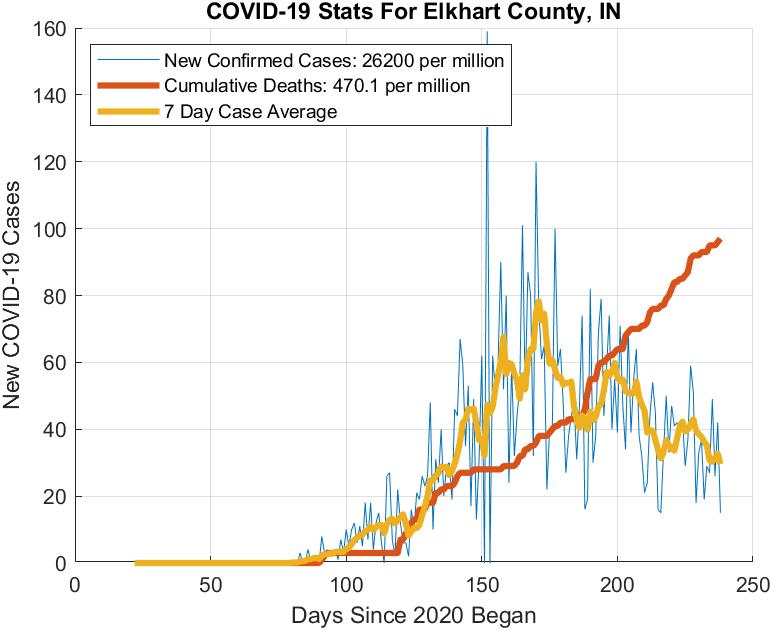 COVID-19 Stats For Elkhart County, IN
New Confirmed Cases: 26200 per million
Cumulative Deaths: 470.1 per million
7 Day Case Average
New COVID-19 Cases
160
140
120
100
80
60
40
20
0
0 50 100 150 200 250
Days Since 2020 Began